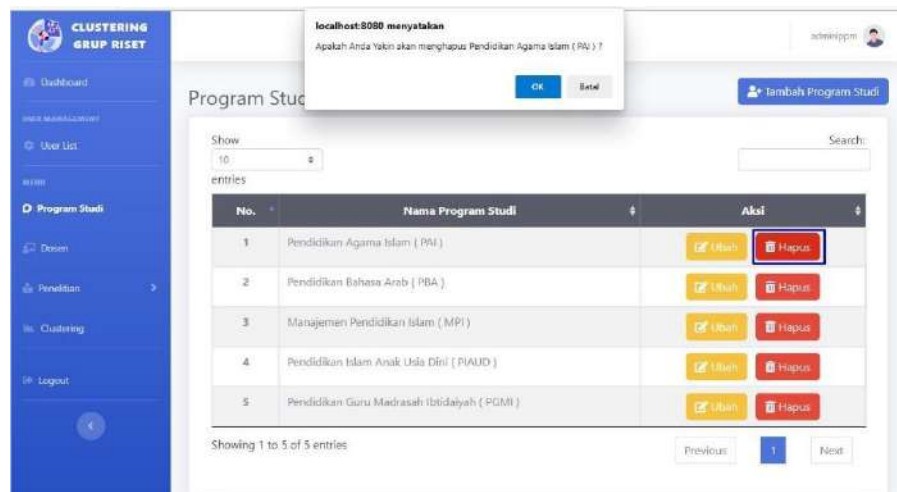 CLUSTERING
GRUP RISET
Dashboard
USER MANAGEMENT
User List
MENU
Program Studi
Dosen
Penelitian
Clustering
Logout
localhost:8080 menyatakan
Apakah Anda Yakin akan menghapus Pendidikan Agama Islam ( PAI ) ?
OK
Batal
adminippm
Program Stud
Tambah Program Studi
Show
10
entries
Search:
No. Nama Program Studi Aksi
1 Pendidikan Agama Islam ( PAI ) Ubah Hapus
2 Pendidikan Bahasa Arab ( PBA ) Ubah Hapus
3 Manajemen Pendidikan Islam ( MPI ) Ubah Hapus
4 Pendidikan Islam Anak Usia Dini ( PIAUD ) Ubah Hapus
5 Pendidikan Guru Madrasah Ibtidaiyah ( PGMI ) Ubah Hapus
Showing 1 to 5 of 5 entries
Previous 1 Next